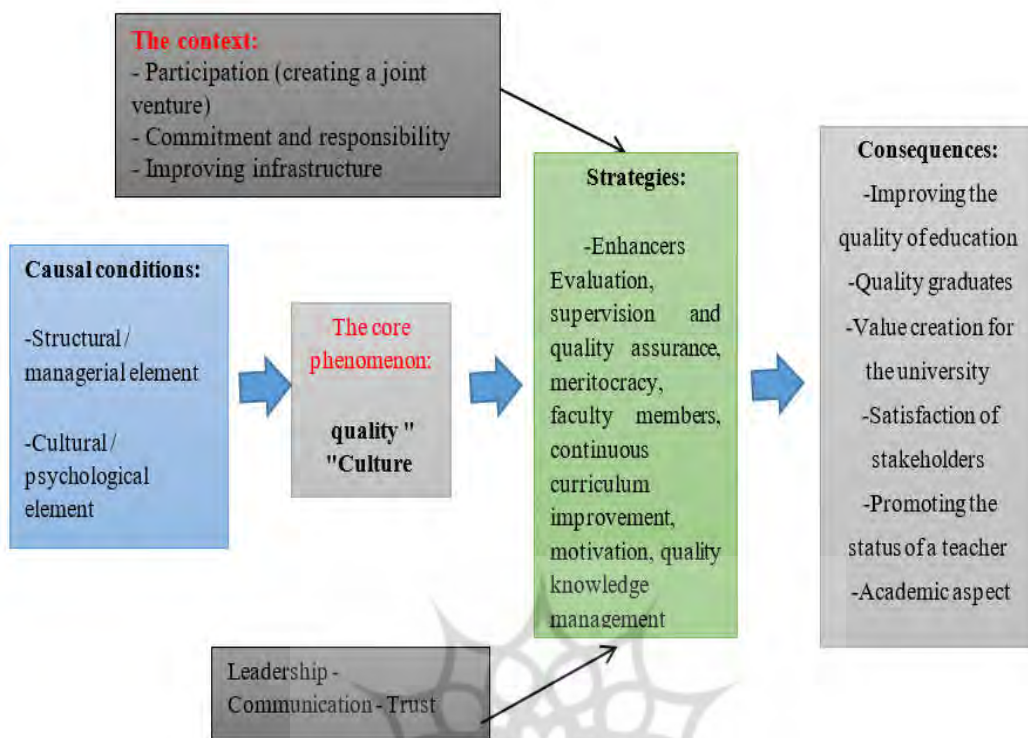 The context:
- Participation (creating a joint
venture)
- Commitment and responsibility
- Improving infrastructure
Causal conditions:
-Structural /
managerial element
-Cultural /
psychological
element
The core
phenomenon:
quality "
"Culture
Strategies:
-Enhancers
Evaluation,
supervision and
quality assurance,
meritocracy,
faculty members,
continuous
curriculum
improvement,
motivation, quality
knowledge
management
Consequences:
-Improving the
quality of education
-Quality graduates
-Value creation for
the university
-Satisfaction of
stakeholders
-Promoting the
status of a teacher
-Academic aspect
Leadership -
Communication - Trust